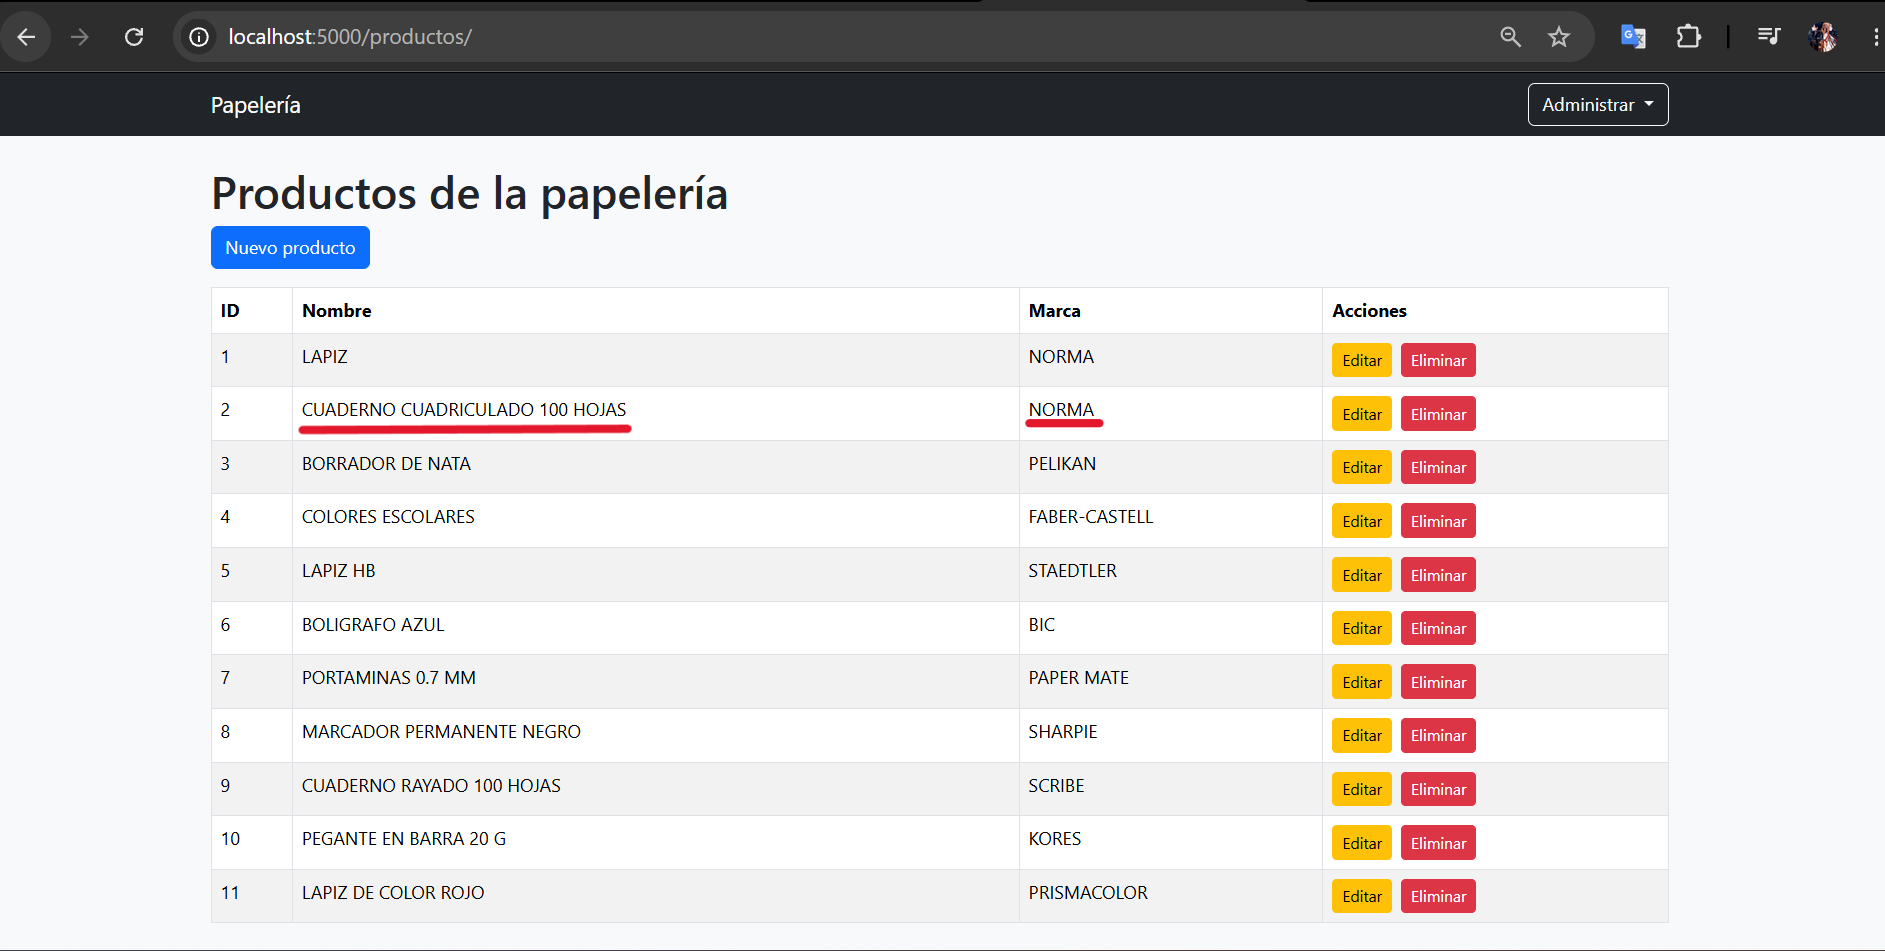 localhost:5000/productos/
Papelería Administrar
Productos de la papelería
Nuevo producto
ID Nombre Marca Acciones
1 LAPIZ NORMA Editar Eliminar
2 CUADERNO CUADRICULADO 100 HOJAS NORMA Editar Eliminar
3 BORRADOR DE NATA PELIKAN Editar Eliminar
4 COLORES ESCOLARES FABER-CASTELL Editar Eliminar
5 LAPIZ HB STAEDTLER Editar Eliminar
6 BOLIGRAFO AZUL BIC Editar Eliminar
7 PORTAMINAS 0.7 MM PAPER MATE Editar Eliminar
8 MARCADOR PERMANENTE NEGRO SHARPIE Editar Eliminar
9 CUADERNO RAYADO 100 HOJAS SCRIBE Editar Eliminar
10 PEGANTE EN BARRA 20 G KORES Editar Eliminar
11 LAPIZ DE COLOR ROJO PRISMACOLOR Editar Eliminar